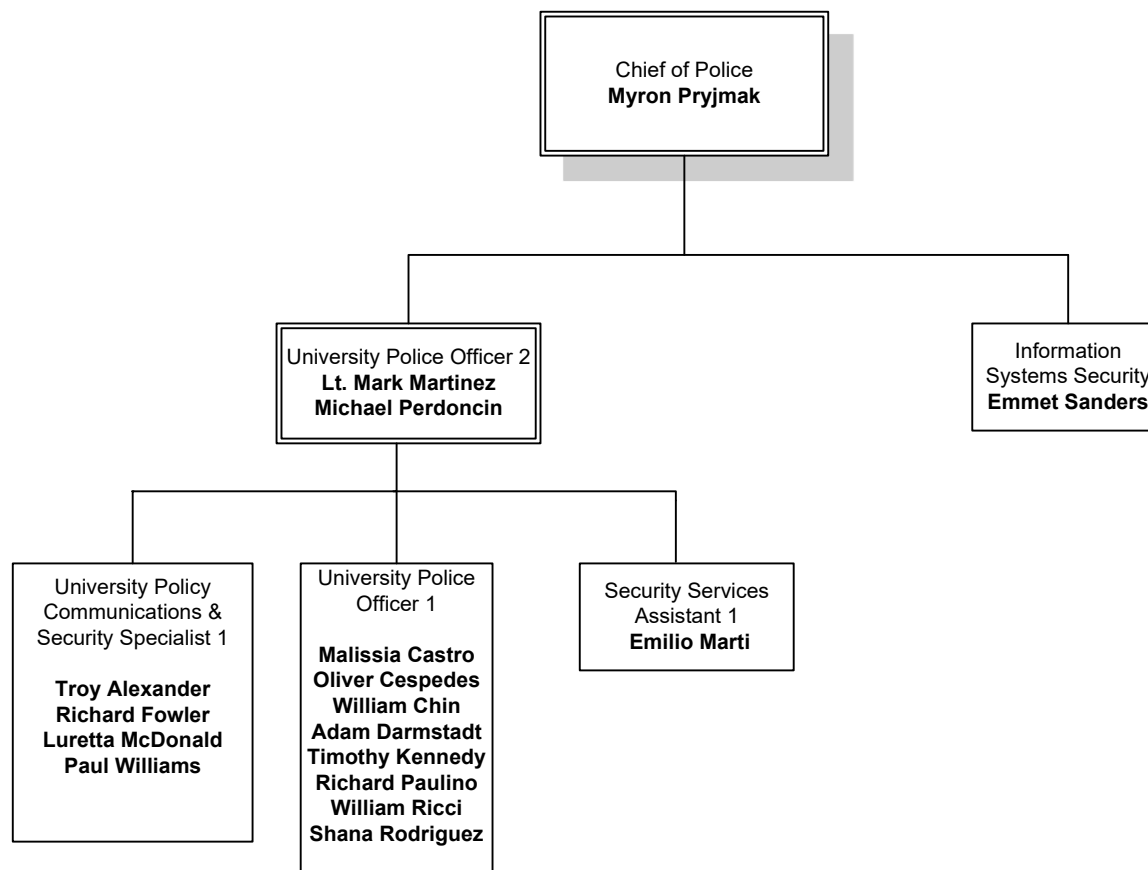 Chief of Police
Myron Pryjmak
University Police Officer 2
Lt. Mark Martinez
Michael Perdoncin
Information
Systems Security
Emmet Sanders
University Policy
Communications &
Security Specialist 1
Troy Alexander
Richard Fowler
Luretta McDonald
Paul Williams
University Police
Officer 1
Malissia Castro
Oliver Cespedes
William Chin
Adam Darmstadt
Timothy Kennedy
Richard Paulino
William Ricci
Shana Rodriguez
Security Services
Assistant 1
Emilio Marti